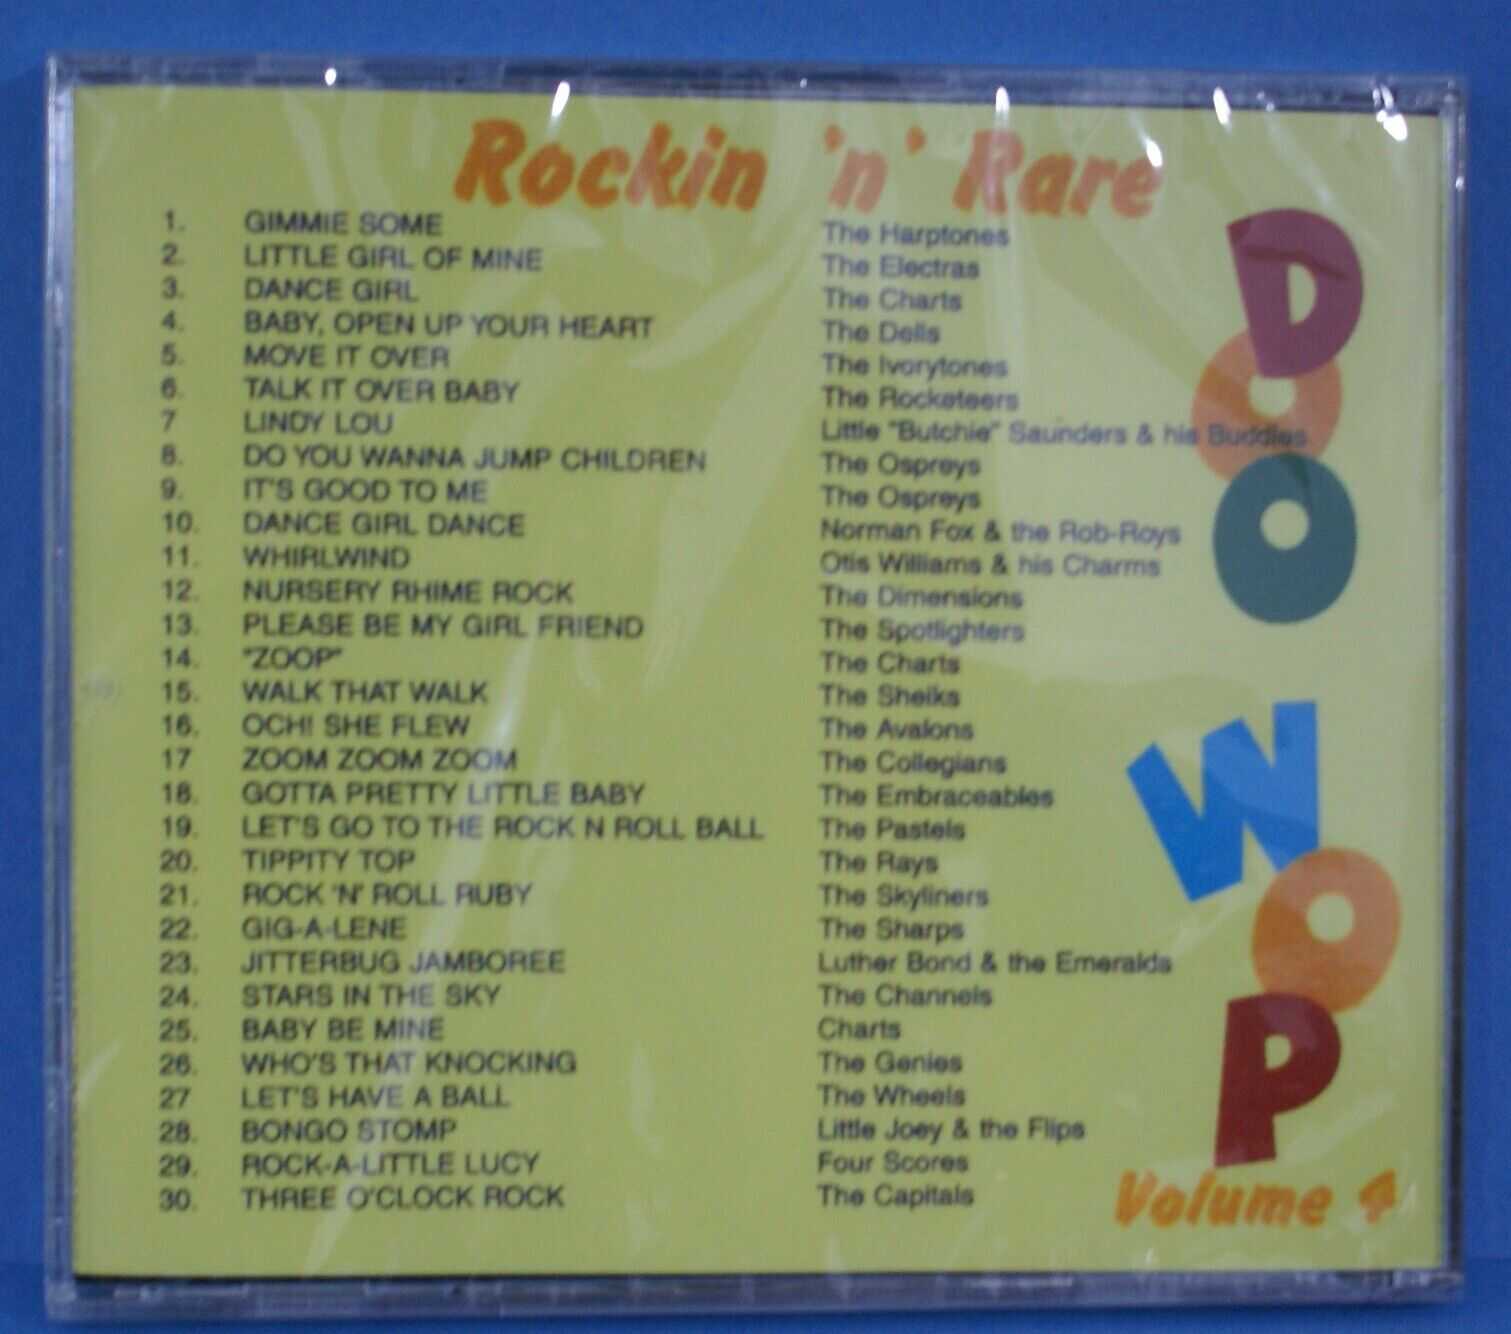 Rockin 'n' Rare
1. GIMMIE SOME The Harptones
2. LITTLE GIRL OF MINE The Electras
3. DANCE GIRL The Charts
4. BABY, OPEN UP YOUR HEART The Dells
5. MOVE IT OVER The Ivorytones
6. TALK IT OVER BABY The Rocketeers
7 LINDY LOU Little "Butchie" Saunders & his Buddies
8. DO YOU WANNA JUMP CHILDREN The Ospreys
9. IT'S GOOD TO ME The Ospreys
10. DANCE GIRL DANCE Norman Fox & the Rob-Roys
11. WHIRLWIND Otis Williams & his Charms
12. NURSERY RHIME ROCK The Dimensions
13. PLEASE BE MY GIRL FRIEND The Spotlighters
14. "ZOOP" The Charts
15. WALK THAT WALK The Sheiks
16. OCH! SHE FLEW The Avalons
17 ZOOM ZOOM ZOOM The Collegians
18. GOTTA PRETTY LITTLE BABY The Embraceables
19. LET'S GO TO THE ROCK N ROLL BALL The Pastels
20. TIPPITY TOP The Rays
21. ROCK 'N' ROLL RUBY The Skyliners
22. GIG-A-LENE The Sharps
23. JITTERBUG JAMBOREE Luther Bond & the Emeralds
24. STARS IN THE SKY The Channels
25. BABY BE MINE Charts
26. WHO'S THAT KNOCKING The Genies
27 LET'S HAVE A BALL The Wheels
28. BONGO STOMP Little Joey & the Flips
29. ROCK-A-LITTLE LUCY Four Scores
30. THREE O'CLOCK ROCK The Capitals
DOO WOP
Volume 4